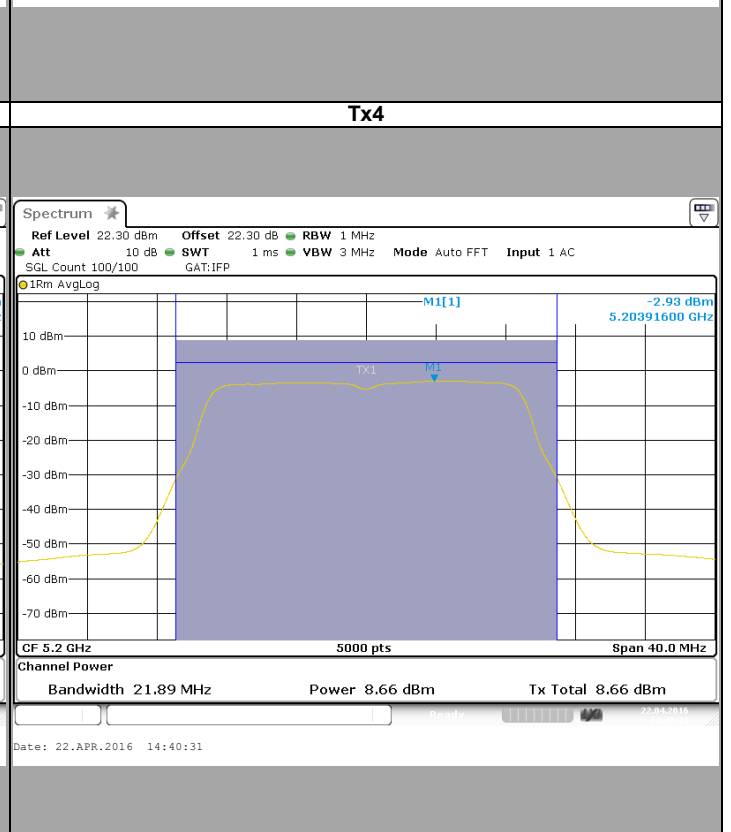 Tx4
Spectrum
Ref Level 22.30 dBm Offset 22.30 dB RBW 1 MHz
Att 10 dB SWT 1 ms VBW 3 MHz Mode Auto FFT Input 1 AC
SGL Count 100/100 GAT:IFP
1Rm AvgLog
M1[1] -2.93 dBm
5.20391600 GHz
10 dBm
0 dBm
TX1
M1
-10 dBm
-20 dBm
-30 dBm
-40 dBm
-50 dBm
-60 dBm
-70 dBm
CF 5.2 GHz 5000 pts Span 40.0 MHz
Channel Power
Bandwidth 21.89 MHz Power 8.66 dBm Tx Total 8.66 dBm
Ready 22.04.2016
Date: 22.APR.2016 14:40:31